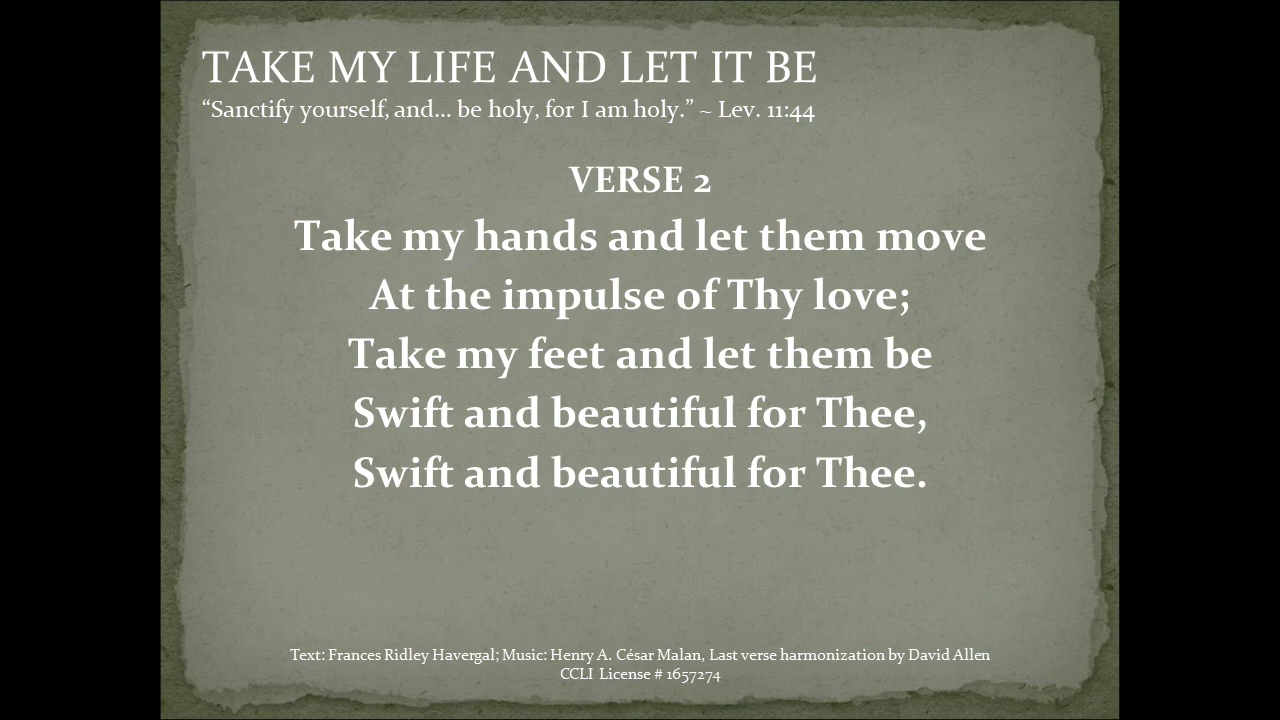 TAKE MY LIFE AND LET IT BE
“Sanctify yourself, and... be holy, for I am holy.” ~ Lev. 11:44
VERSE 2
Take my hands and let them move
At the impulse of Thy love;
Take my feet and let them be
Swift and beautiful for Thee,
Swift and beautiful for Thee.
Text: Frances Ridley Havergal; Music: Henry A. César Malan, Last verse harmonization by David Allen
CCLI License # 1657274